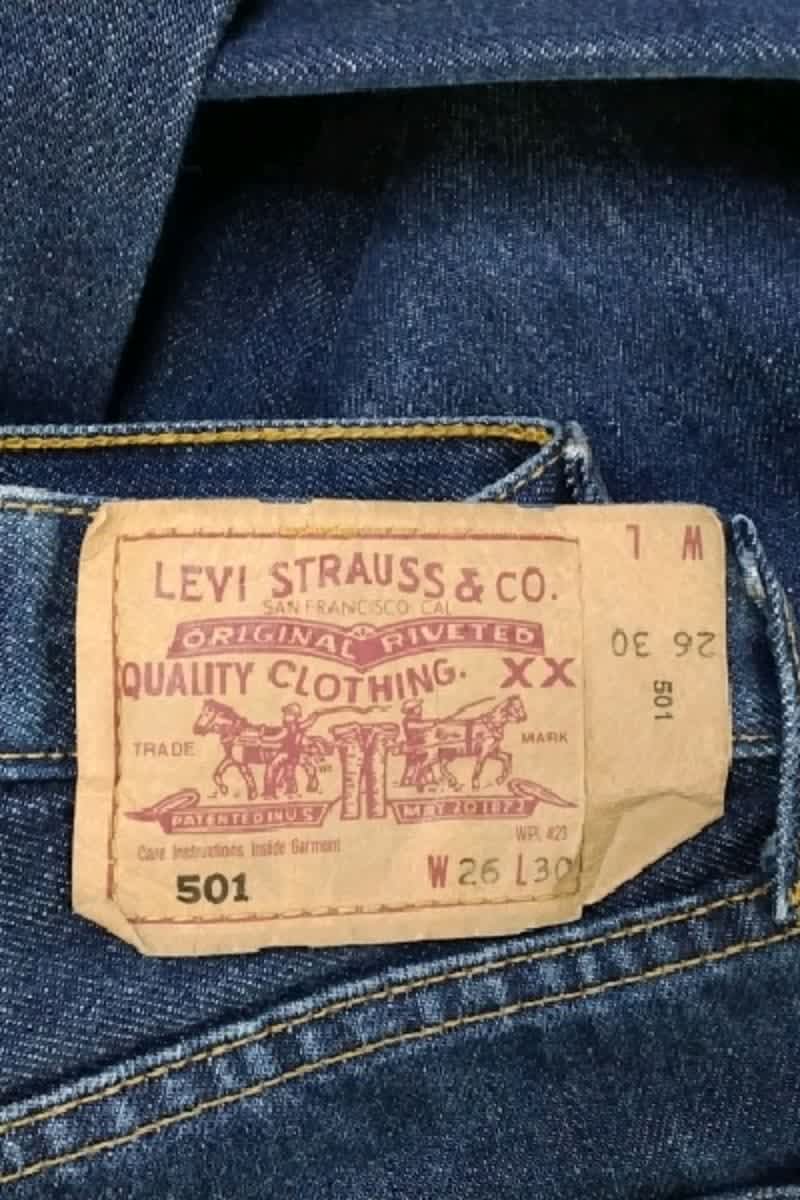 LEVI STRAUSS & CO.
SAN FRANCISCO CAL
ORIGINAL RIVETED
QUALITY CLOTHING. XX
TRADE MARK
PATENTED IN U S MAY 20 1873
WPL 423
Care Instructions Inside Garment
501 W 26 L 30
W L
26 30
501